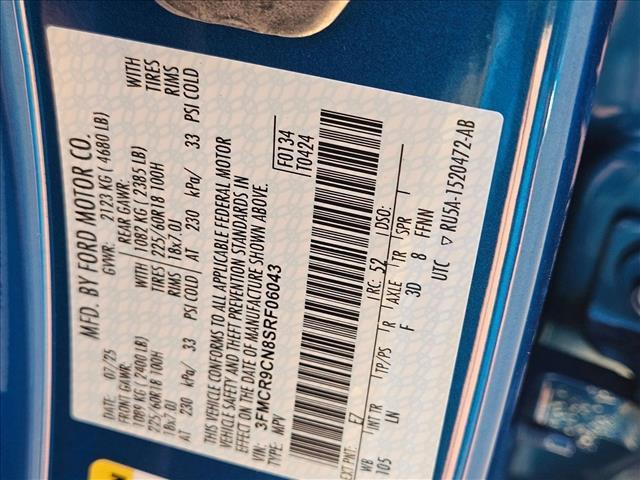 MFD. BY FORD MOTOR CO.
DATE: 07/25 GVWR: 2123 KG ( 4680 LB)
FRONT GAWR: REAR GAWR:
1089 KG ( 2400 LB) 1082 KG ( 2385 LB) WITH
225/60R18 100H TIRES 225/60R18 100H TIRES
18x7.0J RIMS 18x7.0J RIMS
AT 230 kPa/ 33 PSI COLD AT 230 kPa/ 33 PSI COLD
THIS VEHICLE CONFORMS TO ALL APPLICABLE FEDERAL MOTOR
VEHICLE SAFETY AND THEFT PREVENTION STANDARDS IN
EFFECT ON THE DATE OF MANUFACTURE SHOWN ABOVE.
VIN: 3FMCR9CN8SRF06043
TYPE: MPV
F0134
T0424
EXT PNT: EZ RC: 52 DSO:
WB INT TR TP/PS R AXLE TR SPR
105 LN F 3D 8 FFNN
UTC ▽ RU5A-1520472-AB